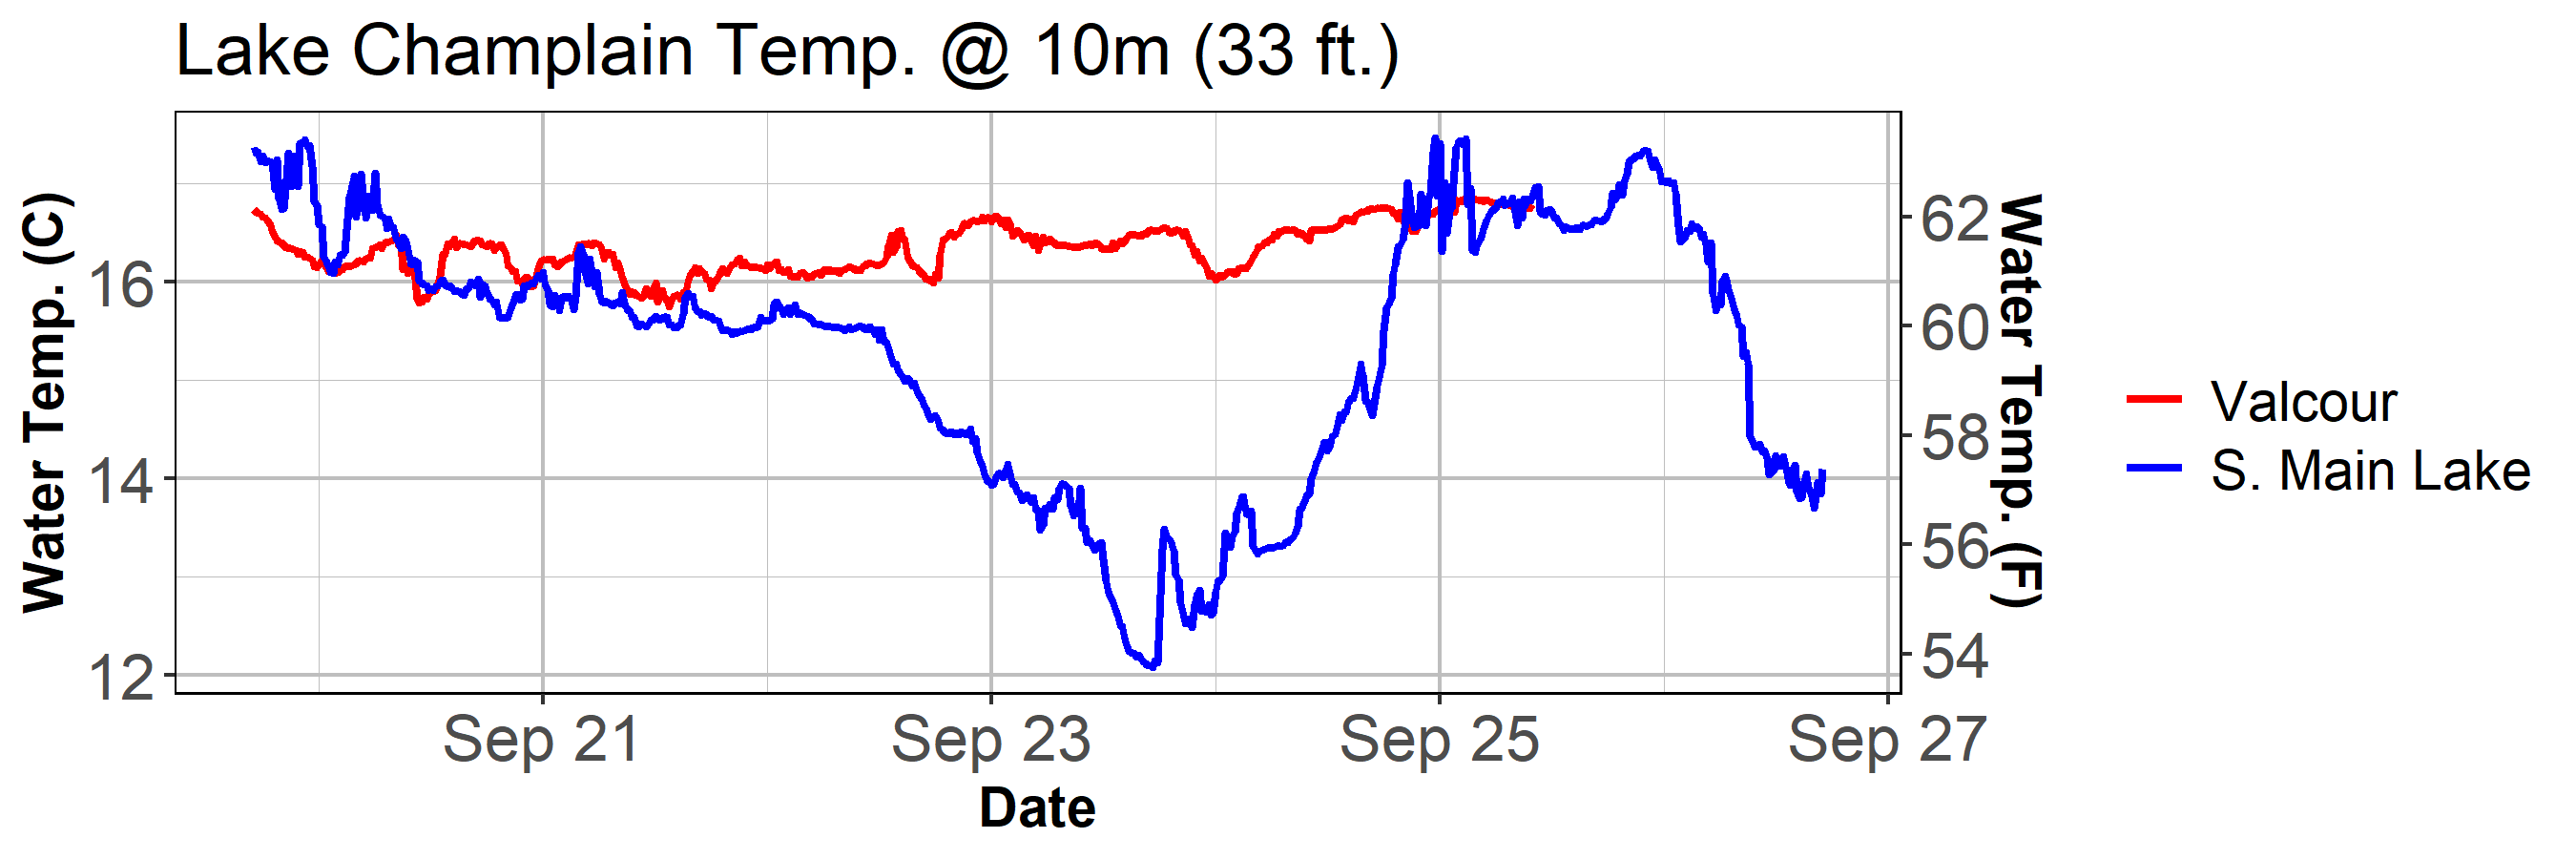 Lake Champlain Temp. @ 10m (33 ft.)
Water Temp. (C)
16
14
12
62
60
58
56
54
Water Temp. (F)
Sep 21
Sep 23
Sep 25
Sep 27
Date
Valcour
S. Main Lake